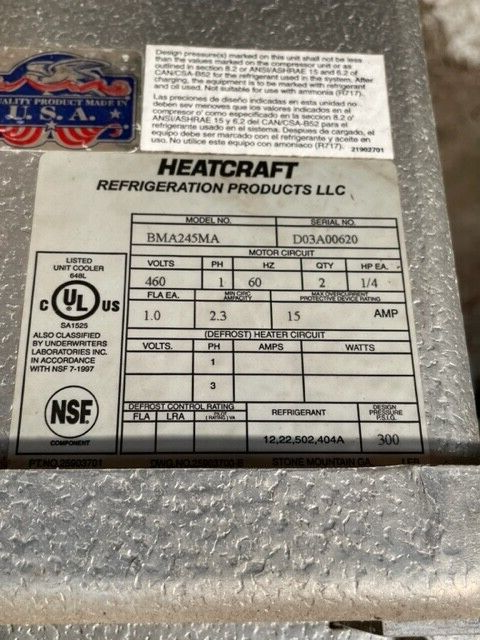 QUALITY PRODUCT MADE IN
U.S.A.
Design pressure(s) marked on this unit shall not be less
than the values marked on the compressor unit or as
outlined in section 8.2 or ANSI/ASHRAE 15 and 6.2 of
CAN/CSA-B52 for the refrigerant used in the system. After
charging, the equipment is to be marked with refrigerant
and oil used. Not suitable for use with ammonia (R717).
Las preciones de diseño indicadas en esta unidad no
deben ser menores que los valores indicados en el
compresor o' como especificado en la seccion 8.2 o'
ANSI/ASHRAE 15 y 6.2 del CAN/CSA-B52 para el
refrigerante usado en el sistema. Despues de cargado, el
equipo debe ser marcado con el refrigerante y aceite en
uso. No utilise este equipo con amoniaco (R717).
21902701
HEATCRAFT
REFRIGERATION PRODUCTS LLC
MODEL NO. SERIAL NO.
BMA245MA D03A00620
MOTOR CIRCUIT
VOLTS PH HZ QTY HP EA.
460 1 60 2 1/4
FLA EA. MIN CIRC AMPACITY MAX OVERCURRENT PROTECTIVE DEVICE RATING
1.0 2.3 15 AMP
(DEFROST) HEATER CIRCUIT
VOLTS. PH AMPS WATTS
1
3
DEFROST CONTROL RATING
FLA LRA (RATING) VA
REFRIGERANT
12,22,502,404A
DESIGN PRESSURE P.S.I.G.
300
LISTED
UNIT COOLER
648L
C UL US
SA1525
ALSO CLASSIFIED
BY UNDERWRITERS
LABORATORIES INC.
IN ACCORDANCE
WITH NSF 7-1997
NSF
COMPONENT
PT.NO.25903701 STONE MOUNTAIN GA.